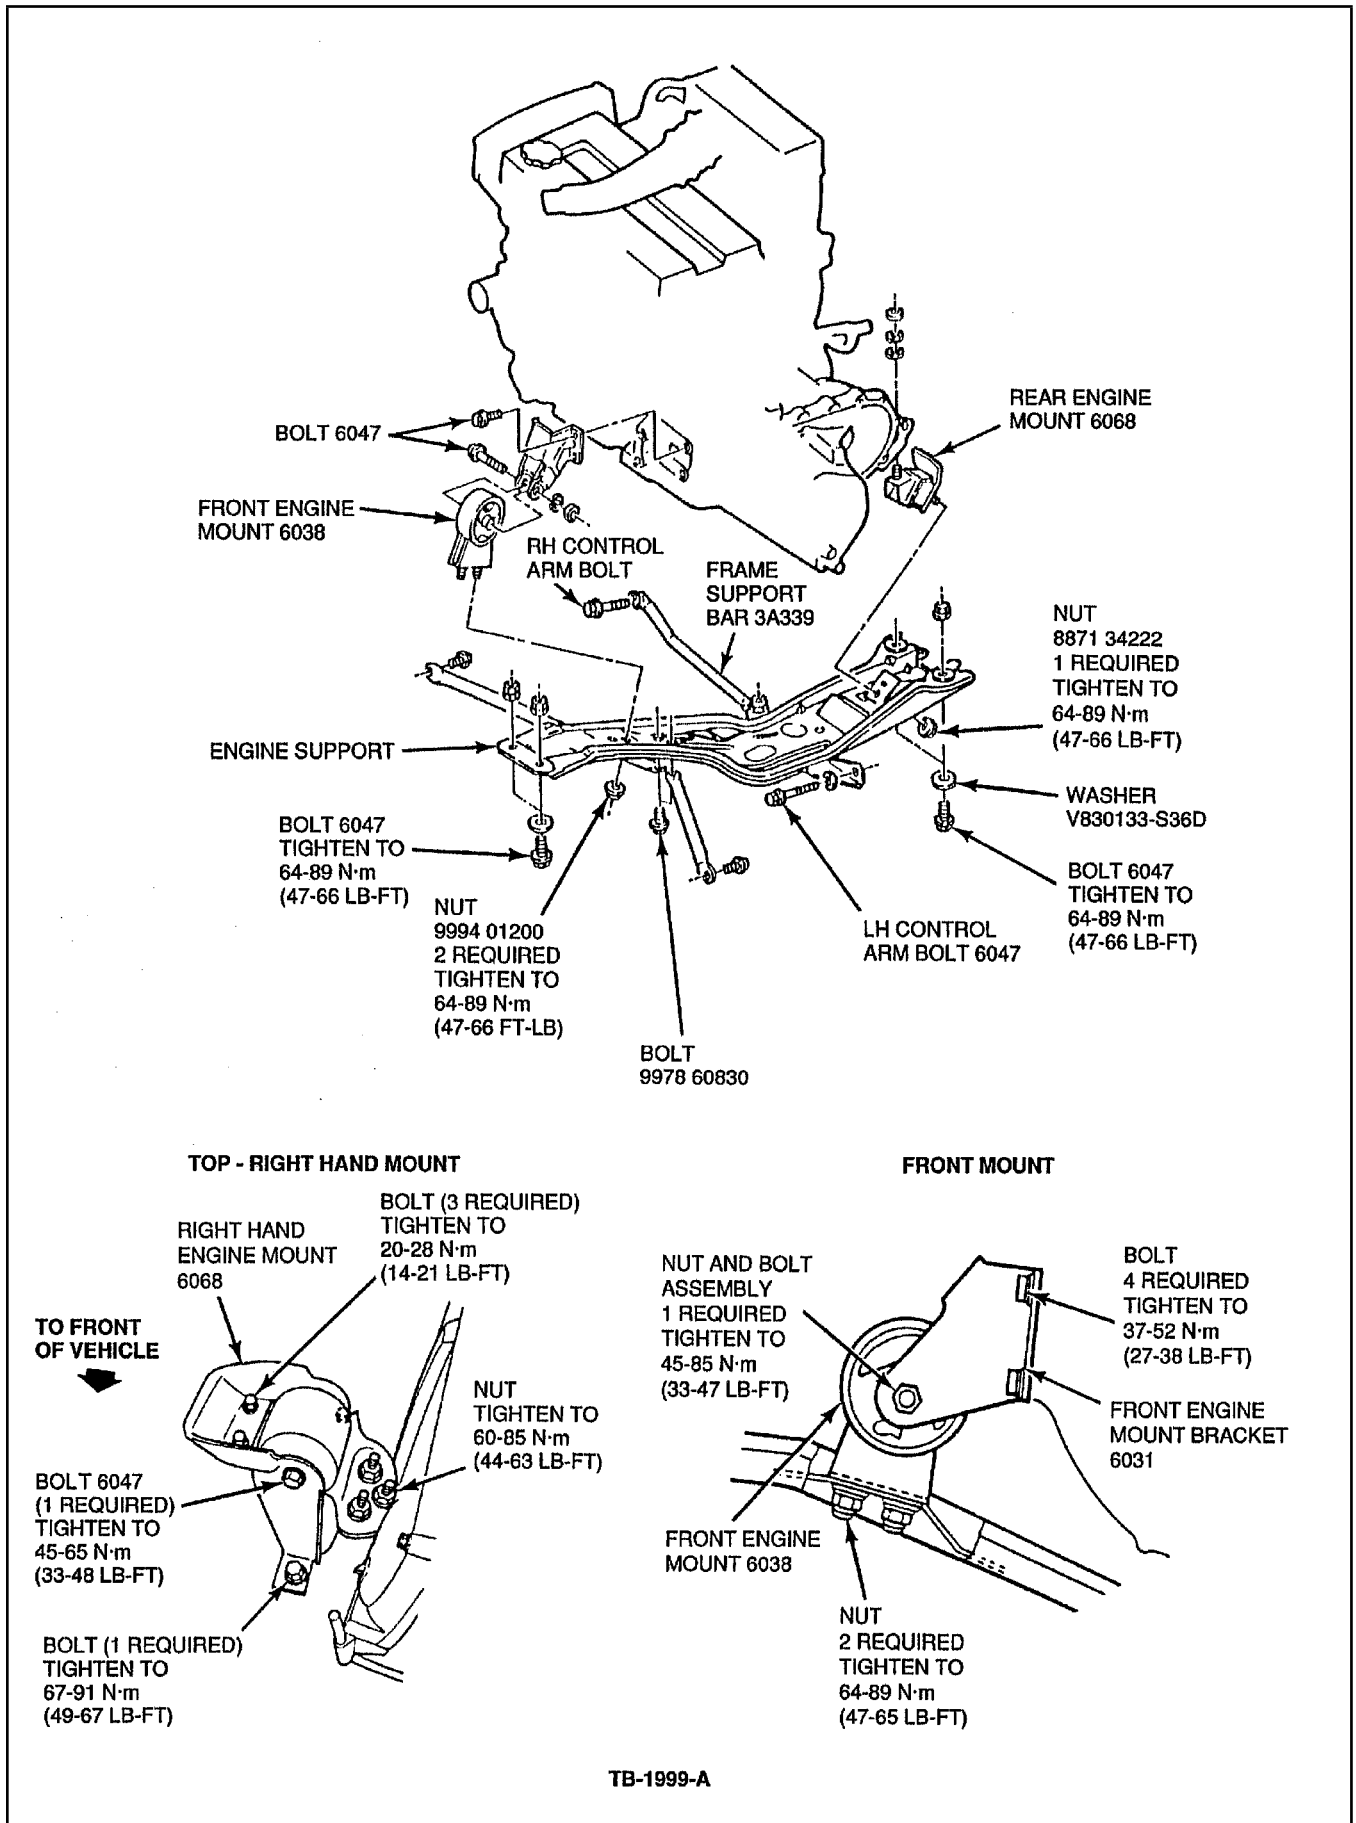 REAR ENGINE
MOUNT 6068
BOLT 6047
FRONT ENGINE
MOUNT 6038
RH CONTROL
ARM BOLT
FRAME
SUPPORT
BAR 3A339
NUT
8871 34222
1 REQUIRED
TIGHTEN TO
64-89 N·m
(47-66 LB-FT)
ENGINE SUPPORT
WASHER
V830133-S36D
BOLT 6047
TIGHTEN TO
64-89 N·m
(47-66 LB-FT)
BOLT 6047
TIGHTEN TO
64-89 N·m
(47-66 LB-FT)
NUT
9994 01200
2 REQUIRED
TIGHTEN TO
64-89 N·m
(47-66 FT-LB)
LH CONTROL
ARM BOLT 6047
BOLT
9978 60830
TOP - RIGHT HAND MOUNT
BOLT (3 REQUIRED)
TIGHTEN TO
20-28 N·m
(14-21 LB-FT)
RIGHT HAND
ENGINE MOUNT
6068
TO FRONT
OF VEHICLE
NUT
TIGHTEN TO
60-85 N·m
(44-63 LB-FT)
BOLT 6047
(1 REQUIRED)
TIGHTEN TO
45-65 N·m
(33-48 LB-FT)
BOLT (1 REQUIRED)
TIGHTEN TO
67-91 N·m
(49-67 LB-FT)
FRONT MOUNT
NUT AND BOLT
ASSEMBLY
1 REQUIRED
TIGHTEN TO
45-85 N·m
(33-47 LB-FT)
BOLT
4 REQUIRED
TIGHTEN TO
37-52 N·m
(27-38 LB-FT)
FRONT ENGINE
MOUNT BRACKET
6031
FRONT ENGINE
MOUNT 6038
NUT
2 REQUIRED
TIGHTEN TO
64-89 N·m
(47-65 LB-FT)
TB-1999-A